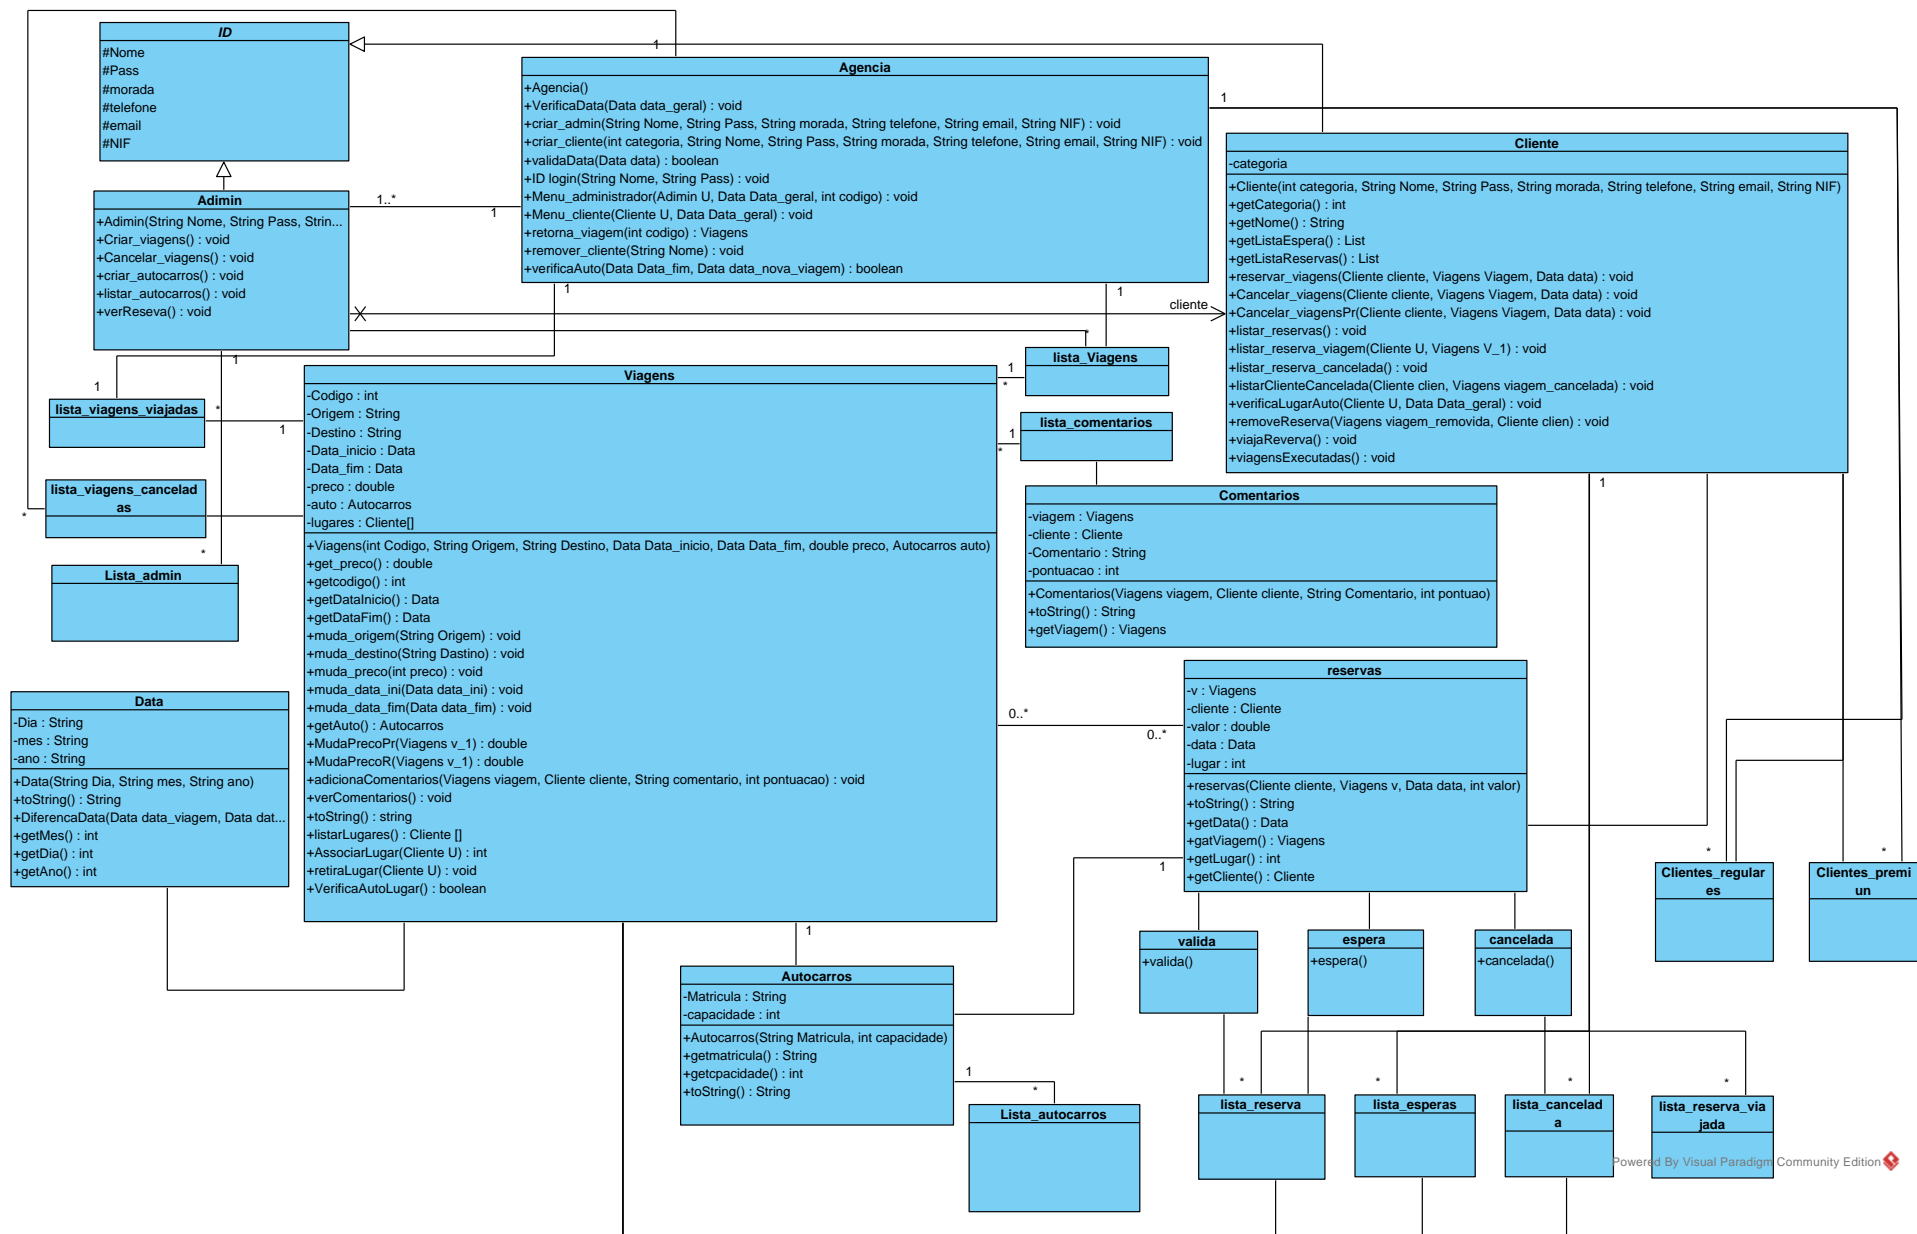 ID
#Nome
#Pass
#morada
#telefone
#email
#NIF
1
Agencia
+Agencia()
+VerificaData(Data data_geral) : void
+criar_admin(String Nome, String Pass, String morada, String telefone, String email, String NIF) : void
+criar_cliente(int categoria, String Nome, String Pass, String morada, String telefone, String email, String NIF) : void
+validaData(Data data) : boolean
+ID login(String Nome, String Pass) : void
+Menu_administrador(Adimin U, Data Data_geral, int codigo) : void
+Menu_cliente(Cliente U, Data Data_geral) : void
+retorna_viagem(int codigo) : Viagens
+remover_cliente(String Nome) : void
+verificaAuto(Data Data_fim, Data data_nova_viagem) : boolean
1
Cliente
-categoria
+Cliente(int categoria, String Nome, String Pass, String morada, String telefone, String email, String NIF)
+getCategoria() : int
+getNome() : String
+getListaEspera() : List
+getListaReservas() : List
+reservar_viagens(Cliente cliente, Viagens Viagem, Data data) : void
+Cancelar_viagens(Cliente cliente, Viagens Viagem, Data data) : void
+Cancelar_viagensPr(Cliente cliente, Viagens Viagem, Data data) : void
+listar_reservas() : void
+listar_reserva_viagem(Cliente U, Viagens V_1) : void
+listar_reserva_cancelada() : void
+listarClienteCancelada(Cliente clien, Viagens viagem_cancelada) : void
+verificaLugarAuto(Cliente U, Data Data_geral) : void
+removeReserva(Viagens viagem_removida, Cliente clien) : void
+viajaReverva() : void
+viagensExecutadas() : void
1
Adimin
+Adimin(String Nome, String Pass, Strin...
+Criar_viagens() : void
+Cancelar_viagens() : void
+criar_autocarros() : void
+listar_autocarros() : void
+verReseva() : void
1..*
1
1
1
cliente
1
*
lista_Viagens
1
*
lista_comentarios
1
*
1
lista_viagens_viajadas
*
1
lista_viagens_cancelad
as
*
*
Lista_admin
Viagens
-Codigo : int
-Origem : String
-Destino : String
-Data_inicio : Data
-Data_fim : Data
-preco : double
-auto : Autocarros
-lugares : Cliente[]
+Viagens(int Codigo, String Origem, String Destino, Data Data_inicio, Data Data_fim, double preco, Autocarros auto)
+get_preco() : double
+getcodigo() : int
+getDataInicio() : Data
+getDataFim() : Data
+muda_origem(String Origem) : void
+muda_destino(String Dastino) : void
+muda_preco(int preco) : void
+muda_data_ini(Data data_ini) : void
+muda_data_fim(Data data_fim) : void
+getAuto() : Autocarros
+MudaPrecoPr(Viagens v_1) : double
+MudaPrecoR(Viagens v_1) : double
+adicionaComentarios(Viagens viagem, Cliente cliente, String comentario, int pontuacao) : void
+verComentarios() : void
+toString() : string
+listarLugares() : Cliente []
+AssociarLugar(Cliente U) : int
+retiraLugar(Cliente U) : void
+VerificaAutoLugar() : boolean
1
Comentarios
-viagem : Viagens
-cliente : Cliente
-Comentario : String
-pontuacao : int
+Comentarios(Viagens viagem, Cliente cliente, String Comentario, int pontuao)
+toString() : String
+getViagem() : Viagens
Data
-Dia : String
-mes : String
-ano : String
+Data(String Dia, String mes, String ano)
+toString() : String
+DiferencaData(Data data_viagem, Data dat...
+getMes() : int
+getDia() : int
+getAno() : int
0..*
0..*
reservas
-v : Viagens
-cliente : Cliente
-valor : double
-data : Data
-lugar : int
+reservas(Cliente cliente, Viagens v, Data data, int valor)
+toString() : String
+getData() : Data
+gatViagem() : Viagens
+getLugar() : int
+getCliente() : Cliente
1
*
Clientes_regular
es
*
Clientes_premi
un
valida
+valida()
espera
+espera()
cancelada
+cancelada()
Autocarros
-Matricula : String
-capacidade : int
+Autocarros(String Matricula, int capacidade)
+getmatricula() : String
+getcpacidade() : int
+toString() : String
1
*
Lista_autocarros
*
lista_reserva
*
lista_esperas
*
lista_cancelad
a
*
lista_reserva_via
jada
Powered By Visual Paradigm Community Edition